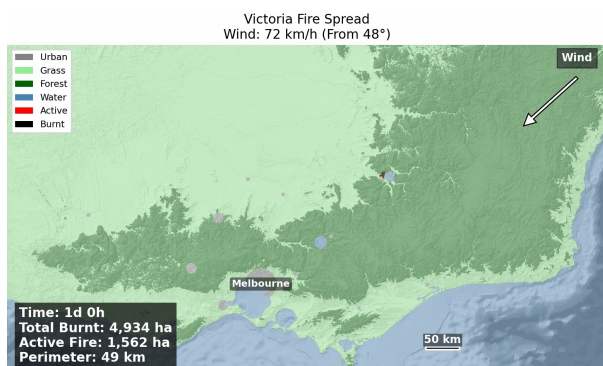 Victoria Fire Spread
Wind: 72 km/h (From 48°)
Urban
Grass
Forest
Water
Active
Burnt
Wind
Melbourne
Time: 1d 0h
Total Burnt: 4,934 ha
Active Fire: 1,562 ha
Perimeter: 49 km
50 km